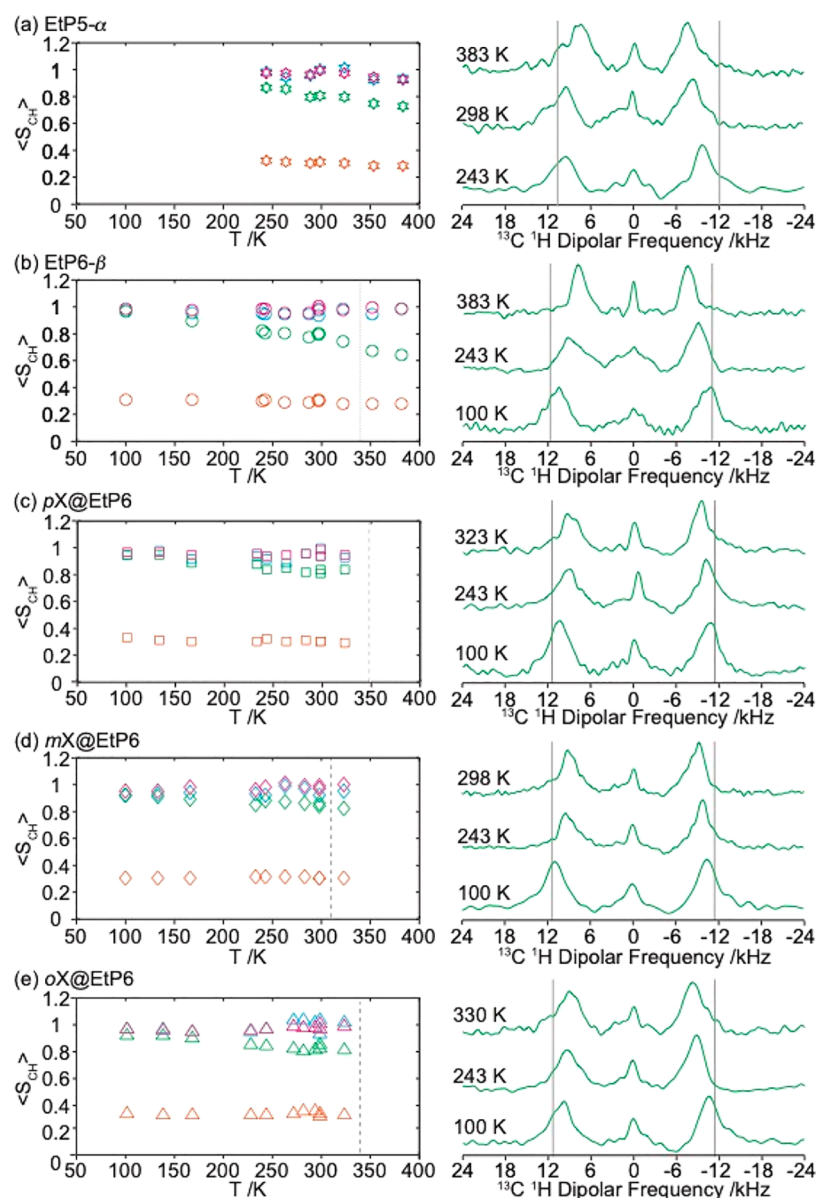 (a) EtP5-α
1.2
1
0.8
0.6
0.4
0.2
0
<S_CH>
50 100 150 200 250 300 350 400
T /K
383 K
298 K
243 K
24 18 12 6 0 -6 -12 -18 -24
¹³C ¹H Dipolar Frequency /kHz
(b) EtP6-β
1.2
1
0.8
0.6
0.4
0.2
0
<S_CH>
50 100 150 200 250 300 350 400
T /K
383 K
243 K
100 K
24 18 12 6 0 -6 -12 -18 -24
¹³C ¹H Dipolar Frequency /kHz
(c) pX@EtP6
1.2
1
0.8
0.6
0.4
0.2
0
<S_CH>
50 100 150 200 250 300 350 400
T /K
323 K
243 K
100 K
24 18 12 6 0 -6 -12 -18 -24
¹³C ¹H Dipolar Frequency /kHz
(d) mX@EtP6
1.2
1
0.8
0.6
0.4
0.2
0
<S_CH>
50 100 150 200 250 300 350 400
T /K
298 K
243 K
100 K
24 18 12 6 0 -6 -12 -18 -24
¹³C ¹H Dipolar Frequency /kHz
(e) oX@EtP6
1.2
1
0.8
0.6
0.4
0.2
0
<S_CH>
50 100 150 200 250 300 350 400
T /K
330 K
243 K
100 K
24 18 12 6 0 -6 -12 -18 -24
¹³C ¹H Dipolar Frequency /kHz